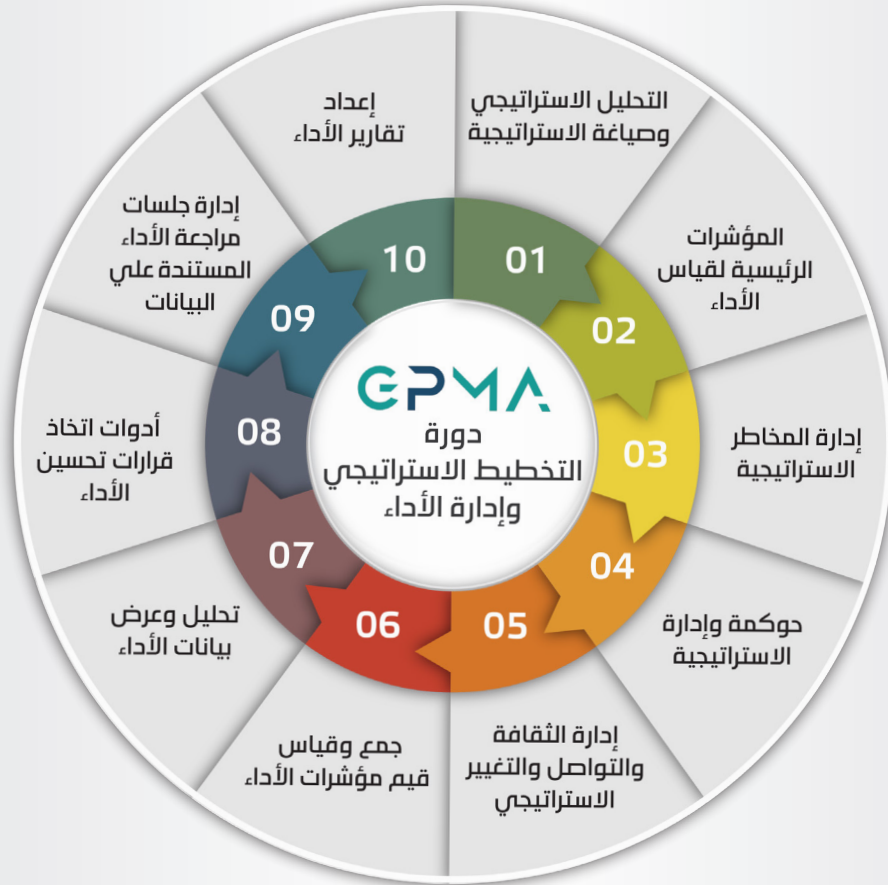 GPMA
دورة
التخطيط الاستراتيجي
وإدارة الأداء
01
التحليل الاستراتيجي
وصياغة الاستراتيجية
02
المؤشرات
الرئيسية لقياس
الأداء
03
إدارة المخاطر
الاستراتيجية
04
حوكمة وإدارة
الاستراتيجية
05
إدارة الثقافة
والتواصل والتغيير
الاستراتيجي
06
جمع وقياس
قيم مؤشرات الأداء
07
تحليل وعرض
بيانات الأداء
08
أدوات اتخاذ
قرارات تحسين
الأداء
09
إدارة جلسات
مراجعة الأداء
المستندة علي
البيانات
10
إعداد
تقارير الأداء